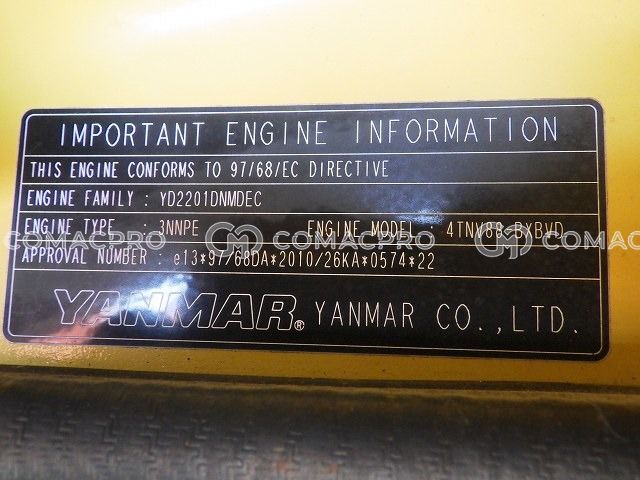 IMPORTANT ENGINE INFORMATION
THIS ENGINE CONFORMS TO 97/68/EC DIRECTIVE
ENGINE FAMILY : YD2201DNMDEC
ENGINE TYPE : 3NNPE ENGINE MODEL: 4TNV88-BXBVD
COMACPRO COMACPRO COMACPRO
APPROVAL NUMBER : e13*97/68DA*2010/26KA*0574*22
YANMAR® YANMAR CO.,LTD.